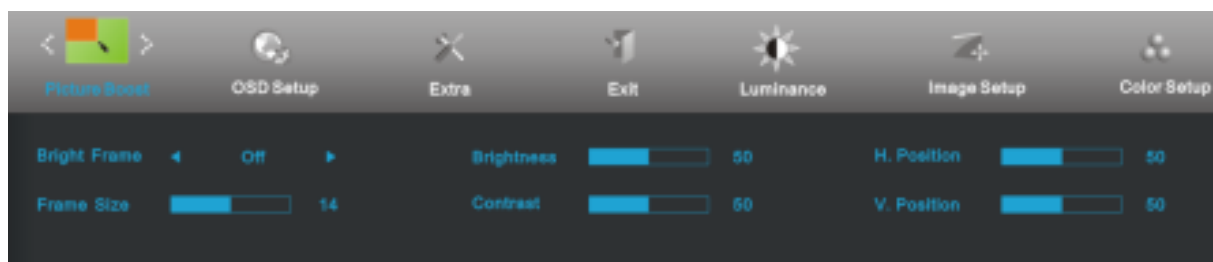 < >
Picture Boost OSD Setup Extra Exit Luminance Image Setup Color Setup
Bright Frame Off Brightness 50 H. Position 50
Frame Size 14 Contrast 50 V. Position 50